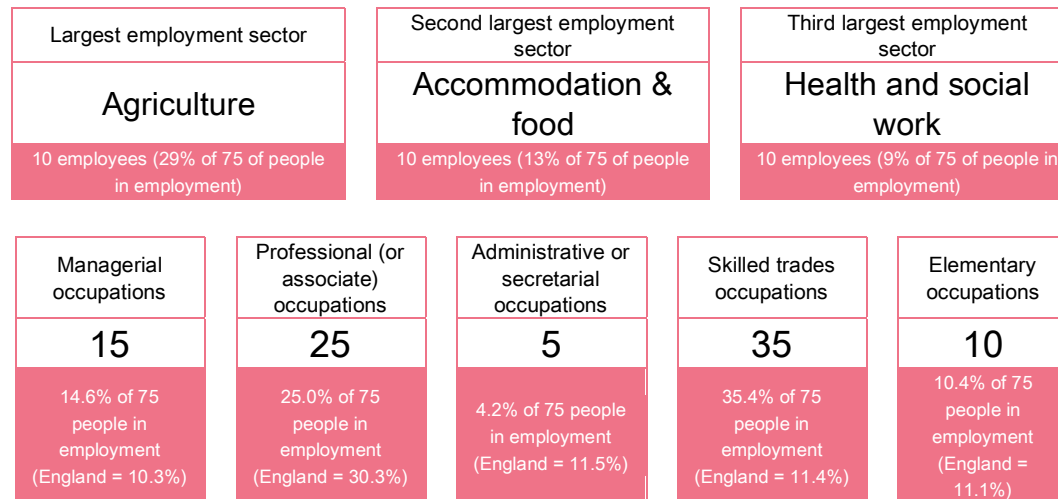 Largest employment sector
Agriculture
10 employees (29% of 75 of people
in employment)
Second largest employment
sector
Accommodation &
food
10 employees (13% of 75 of people
in employment)
Third largest employment
sector
Health and social
work
10 employees (9% of 75 of people in
employment)
Managerial
occupations
15
14.6% of 75
people in
employment
(England = 10.3%)
Professional (or
associate)
occupations
25
25.0% of 75
people in
employment
(England = 30.3%)
Administrative or
secretarial
occupations
5
4.2% of 75 people
in employment
(England = 11.5%)
Skilled trades
occupations
35
35.4% of 75
people in
employment
(England = 11.4%)
Elementary
occupations
10
10.4% of 75
people in
employment
(England =
11.1%)